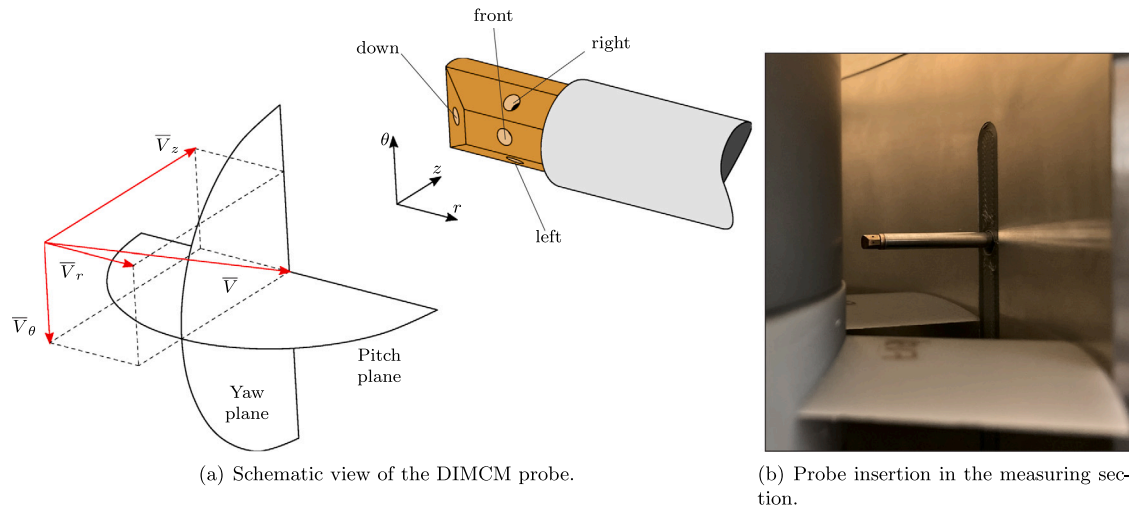 front
right
down
θ
z
r
left
V̅z
V̅r
V̅
V̅θ
Pitch
plane
Yaw
plane
(a) Schematic view of the DIMCM probe.
(b) Probe insertion in the measuring sec-
tion.